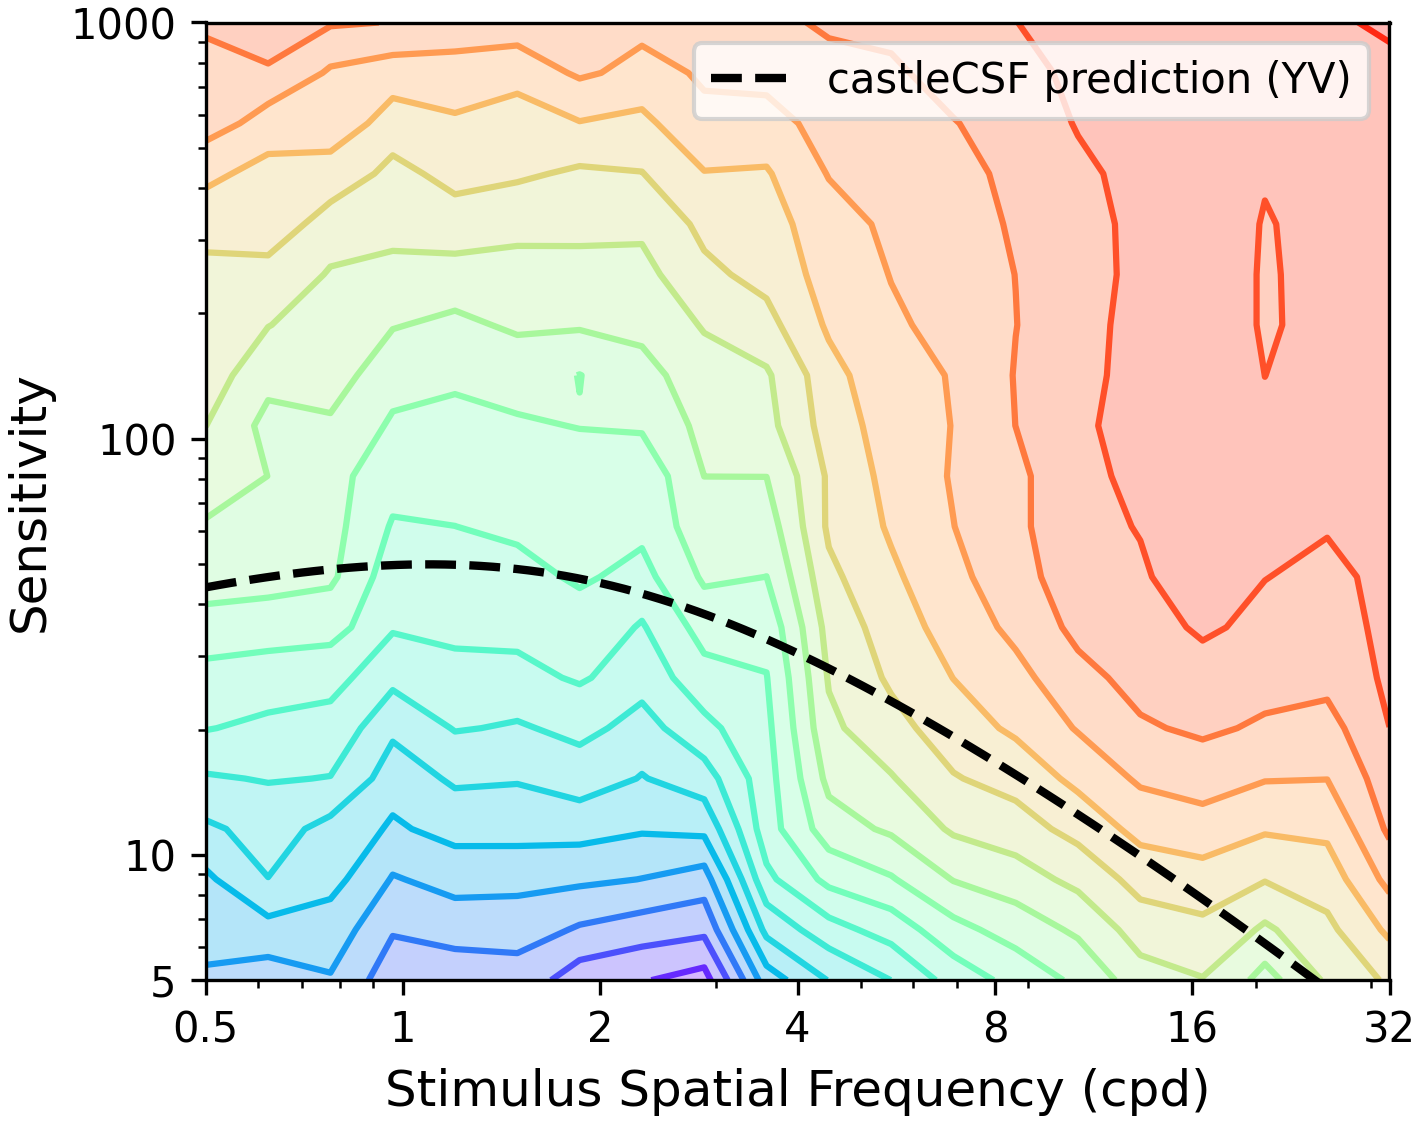 1000
castleCSF prediction (YV)
Sensitivity
100
10
5
0.5 1 2 4 8 16 32
Stimulus Spatial Frequency (cpd)